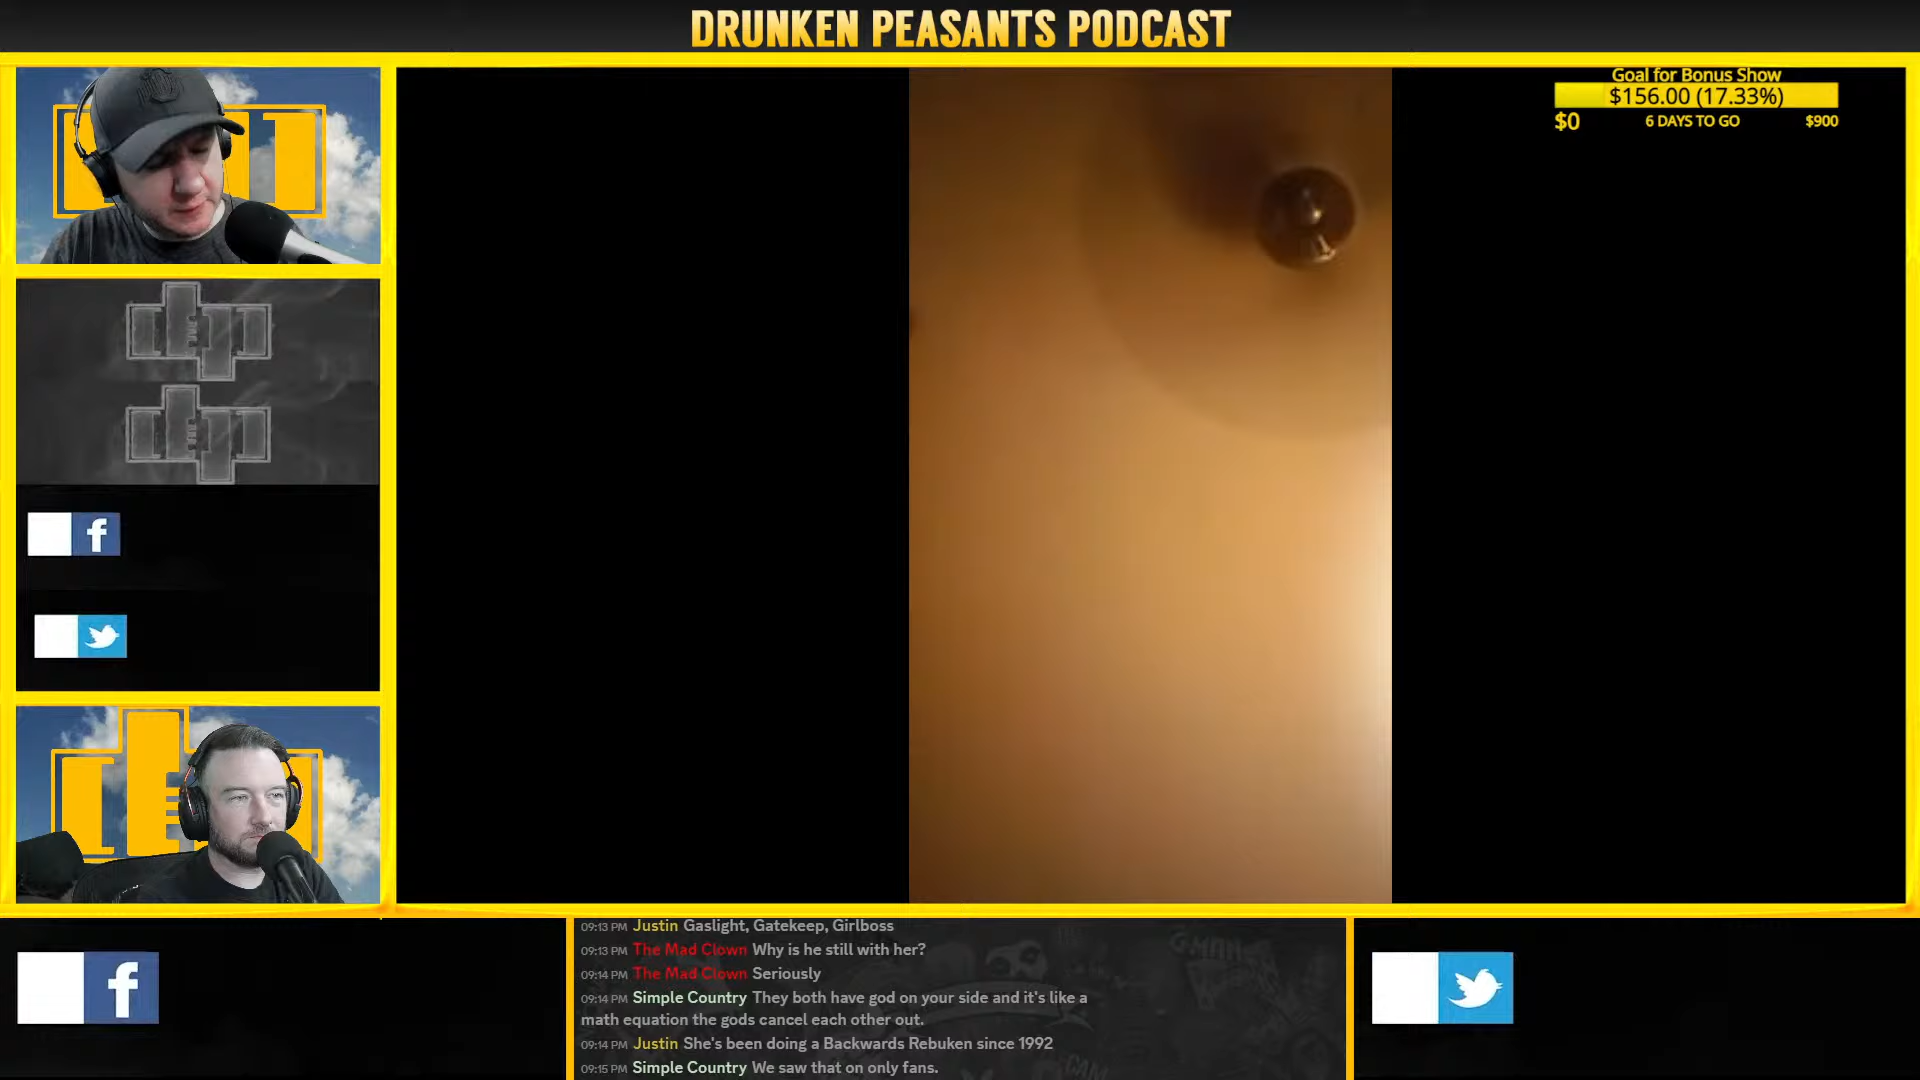 DRUNKEN PEASANTS PODCAST
Goal for Bonus Show
$156.00 (17.33%)
$0 6 DAYS TO GO $900
09:13 PM Justin Gaslight, Gatekeep, Girlboss
09:13 PM The Mad Clown Why is he still with her?
09:14 PM The Mad Clown Seriously
09:14 PM Simple Country They both have god on your side and it's like a
math equation the gods cancel each other out.
09:14 PM Justin She's been doing a Backwards Rebuken since 1992
09:15 PM Simple Country We saw that on only fans.